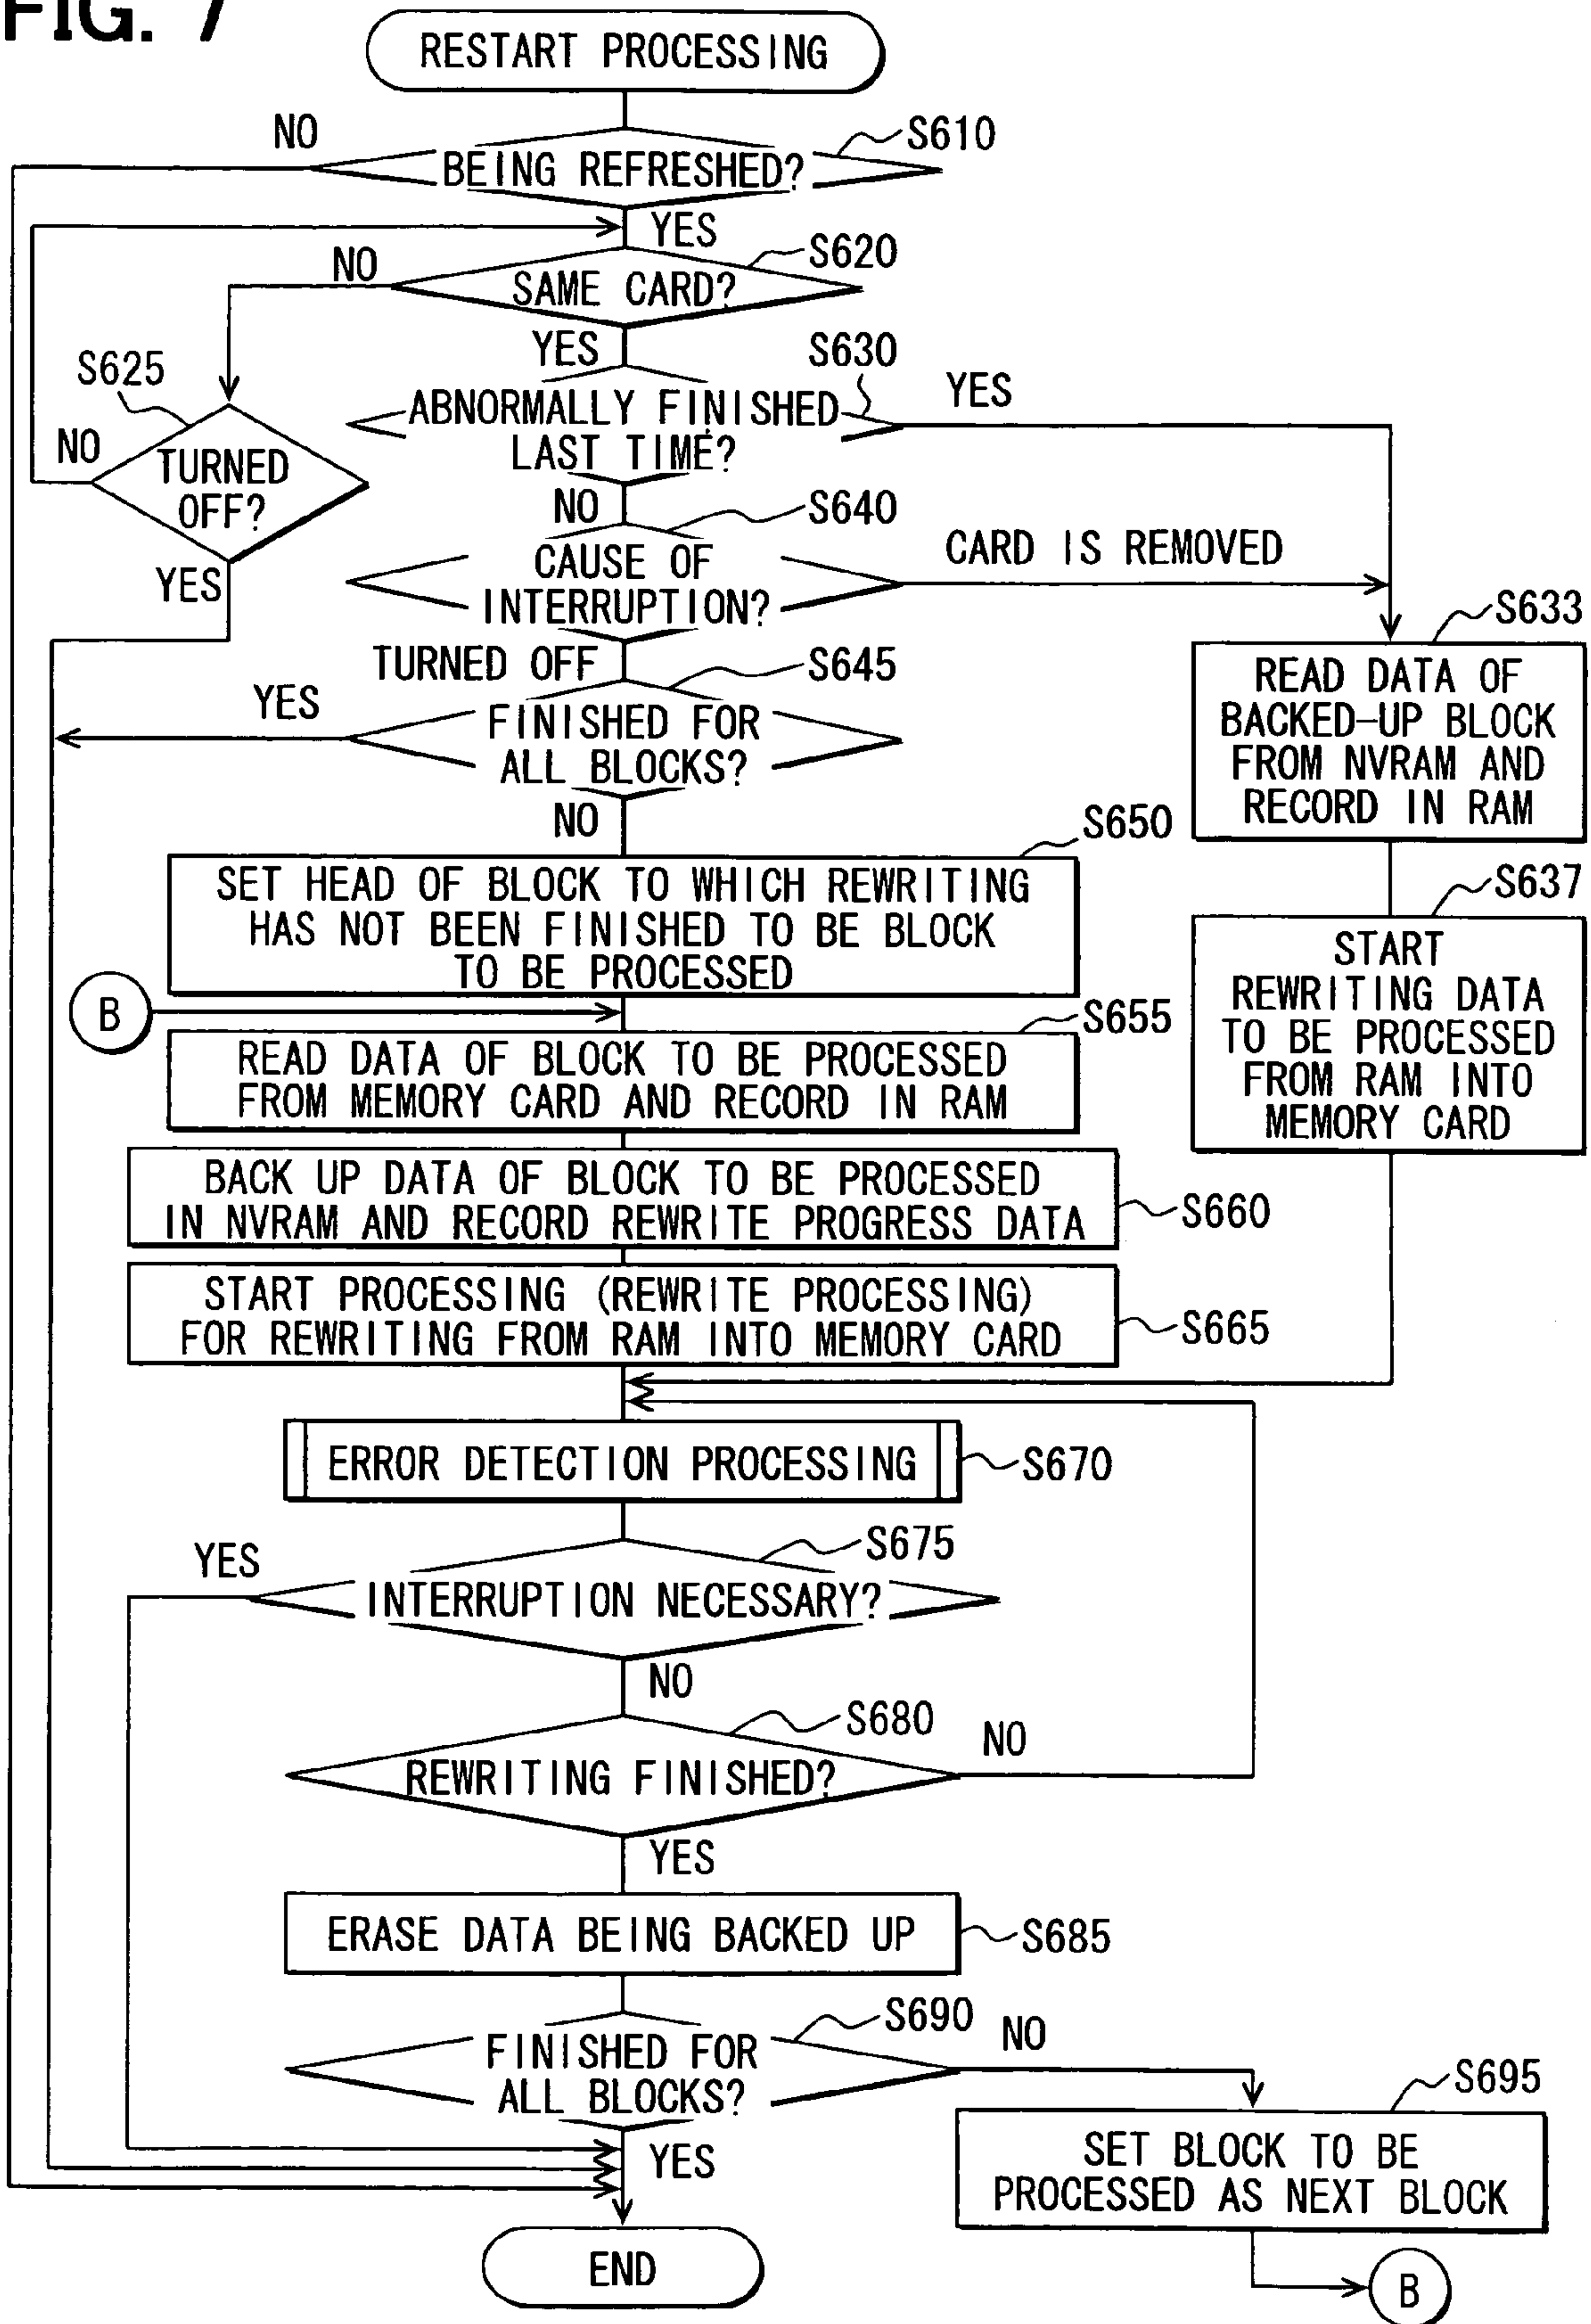 FIG. 7
RESTART PROCESSING
NO
S610
BEING REFRESHED?
YES
S620
NO
SAME CARD?
YES
S630
S625
ABNORMALLY FINISHED
LAST TIME?
YES
NO
TURNED
OFF?
YES
NO
S640
CAUSE OF
INTERRUPTION?
CARD IS REMOVED
S633
READ DATA OF
BACKED-UP BLOCK
FROM NVRAM AND
RECORD IN RAM
TURNED OFF
S645
YES
FINISHED FOR
ALL BLOCKS?
NO
S650
SET HEAD OF BLOCK TO WHICH REWRITING
HAS NOT BEEN FINISHED TO BE BLOCK
TO BE PROCESSED
S637
START
REWRITING DATA
TO BE PROCESSED
FROM RAM INTO
MEMORY CARD
B
S655
READ DATA OF BLOCK TO BE PROCESSED
FROM MEMORY CARD AND RECORD IN RAM
BACK UP DATA OF BLOCK TO BE PROCESSED
IN NVRAM AND RECORD REWRITE PROGRESS DATA
S660
START PROCESSING (REWRITE PROCESSING)
FOR REWRITING FROM RAM INTO MEMORY CARD
S665
ERROR DETECTION PROCESSING
S670
S675
YES
INTERRUPTION NECESSARY?
NO
S680
REWRITING FINISHED?
NO
YES
ERASE DATA BEING BACKED UP
S685
S690
FINISHED FOR
ALL BLOCKS?
NO
S695
YES
SET BLOCK TO BE
PROCESSED AS NEXT BLOCK
END
B